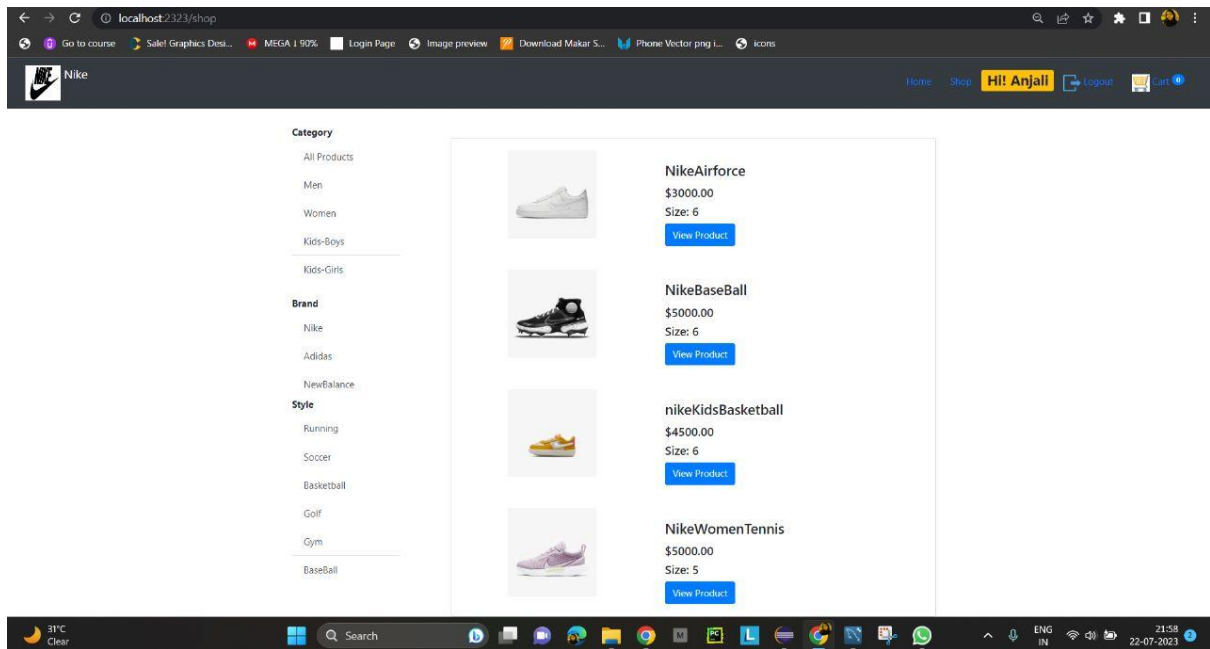 localhost:2323/shop
Go to course
Sale! Graphics Desi...
MEGA
90%
Login Page
Image preview
Download Makar S...
Phone Vector png i...
icons
NIKE
Nike
Home
Shop
Hi! Anjali
Logout
Cart 0
Category
All Products
Men
Women
Kids-Boys
Kids-Girls
Brand
Nike
Adidas
NewBalance
Style
Running
Soccer
Basketball
Golf
Gym
BaseBall
NikeAirforce
$3000.00
Size: 6
View Product
NikeBaseBall
$5000.00
Size: 6
View Product
nikeKidsBasketball
$4500.00
Size: 6
View Product
NikeWomenTennis
$5000.00
Size: 5
View Product
31°C
Clear
Search
ENG
IN
21:58
22-07-2023
2